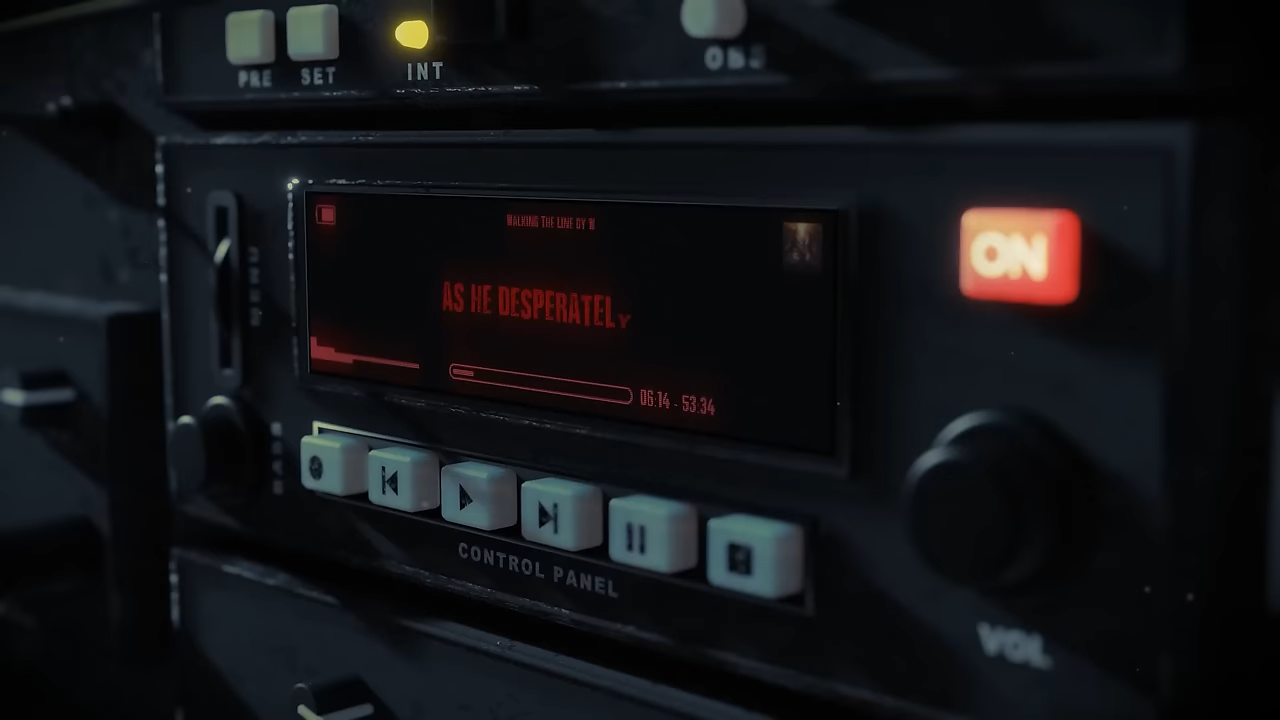 PRE SET INT
ON
WALKING THE LINE BY N
AS HE DESPERATELY
06:14 - 53:34
CONTROL PANEL
VOL